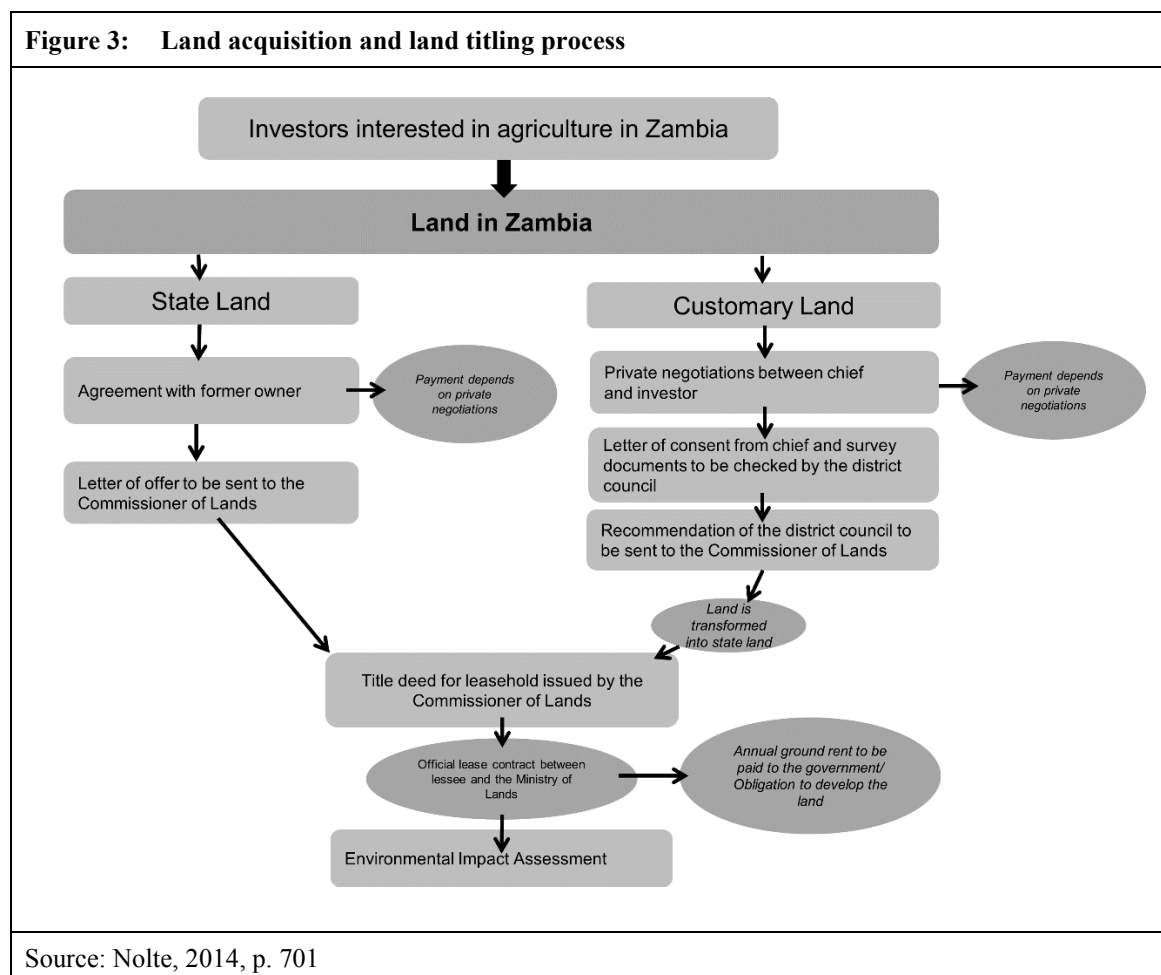 Figure 3: Land acquisition and land titling process
Investors interested in agriculture in Zambia
Land in Zambia
State Land
Customary Land
Agreement with former owner
Payment depends
on private
negotiations
Private negotiations between chief
and investor
Payment depends
on private
negotiations
Letter of offer to be sent to the
Commissioner of Lands
Letter of consent from chief and survey
documents to be checked by the district
council
Recommendation of the district council to
be sent to the Commissioner of Lands
Land is
transformed
into state land
Title deed for leasehold issued by the
Commissioner of Lands
Official lease contract between
lessee and the Ministry of
Lands
Annual ground rent to be
paid to the government/
Obligation to develop the
land
Environmental Impact Assessment
Source: Nolte, 2014, p. 701